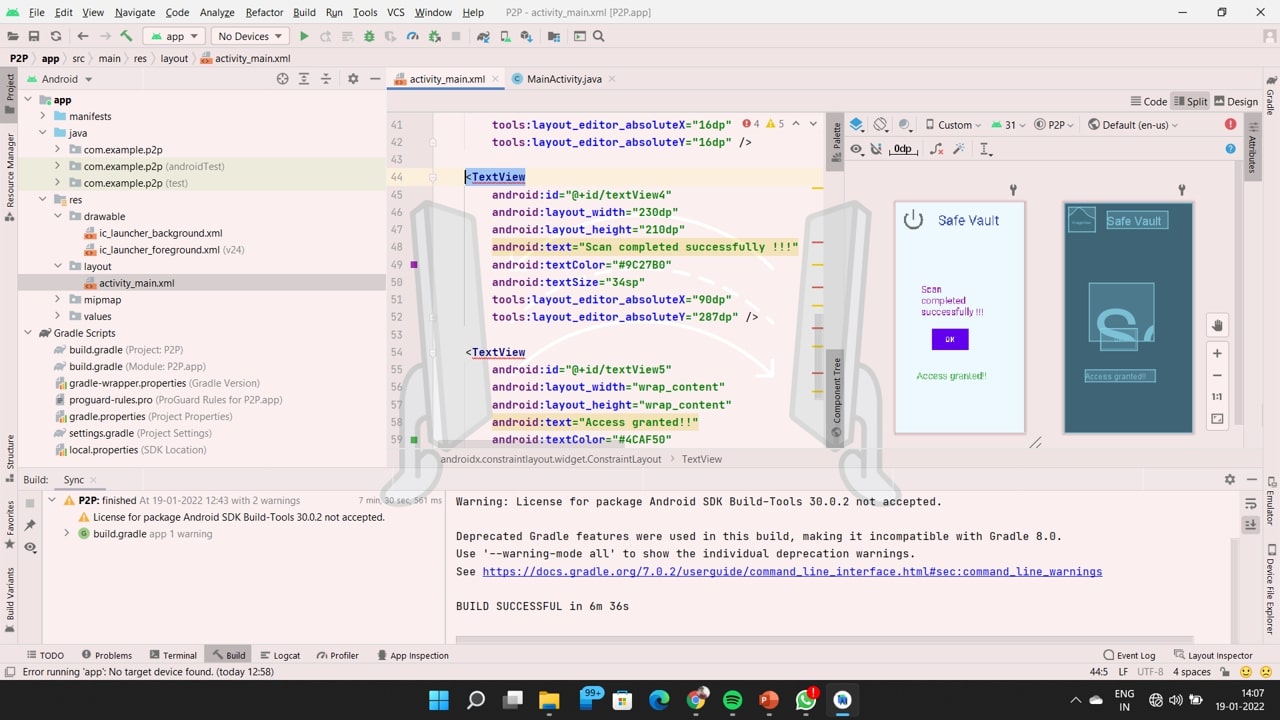 File Edit View Navigate Code Analyze Refactor Build Run Tools VCS Window Help P2P - activity_main.xml [P2P.app]
app No Devices
P2P app src main res layout activity_main.xml
Android
activity_main.xml MainActivity.java
Code Split Design
Project
Resource Manager
Structure
Favorites
Build Variants
app
manifests
java
com.example.p2p
com.example.p2p (androidTest)
com.example.p2p (test)
res
drawable
ic_launcher_background.xml
ic_launcher_foreground.xml (v24)
layout
activity_main.xml
mipmap
values
Gradle Scripts
build.gradle (Project: P2P)
build.gradle (Module: P2P.app)
gradle-wrapper.properties (Gradle Version)
proguard-rules.pro (ProGuard Rules for P2P.app)
gradle.properties (Project Properties)
settings.gradle (Project Settings)
local.properties (SDK Location)
41 tools:layout_editor_absoluteX="16dp" 4 5
42 tools:layout_editor_absoluteY="16dp" />
43
44 <TextView
45 android:id="@+id/textView4"
46 android:layout_width="230dp"
47 android:layout_height="210dp"
48 android:text="Scan completed successfully !!!"
49 android:textColor="#9C27B0"
50 android:textSize="34sp"
51 tools:layout_editor_absoluteX="90dp"
52 tools:layout_editor_absoluteY="287dp" />
53
54 <TextView
55 android:id="@+id/textView5"
56 android:layout_width="wrap_content"
57 android:layout_height="wrap_content"
58 android:text="Access granted!!"
59 android:textColor="#4CAF50"
androidx.constraintlayout.widget.ConstraintLayout TextView
Palette
Component Tree
Custom 31 P2P Default (en-us)
0dp
Safe Vault
Scan
completed
successfully !!!
OK
Access granted!!
Safe Vault
Access granted!!
1:1
Gradle
Attributes
Emulator
Device File Explorer
Build: Sync
P2P: finished At 19-01-2022 12:43 with 2 warnings 7 min, 30 sec, 561 ms
License for package Android SDK Build-Tools 30.0.2 not accepted.
build.gradle app 1 warning
Warning: License for package Android SDK Build-Tools 30.0.2 not accepted.
Deprecated Gradle features were used in this build, making it incompatible with Gradle 8.0.
Use '--warning-mode all' to show the individual deprecation warnings.
See https://docs.gradle.org/7.0.2/userguide/command_line_interface.html#sec:command_line_warnings
BUILD SUCCESSFUL in 6m 36s
TODO Problems Terminal Build Logcat Profiler App Inspection Event Log Layout Inspector
Error running 'app': No target device found. (today 12:58) 44:5 LF UTF-8 4 spaces
99+
ENG
IN
14:07
19-01-2022